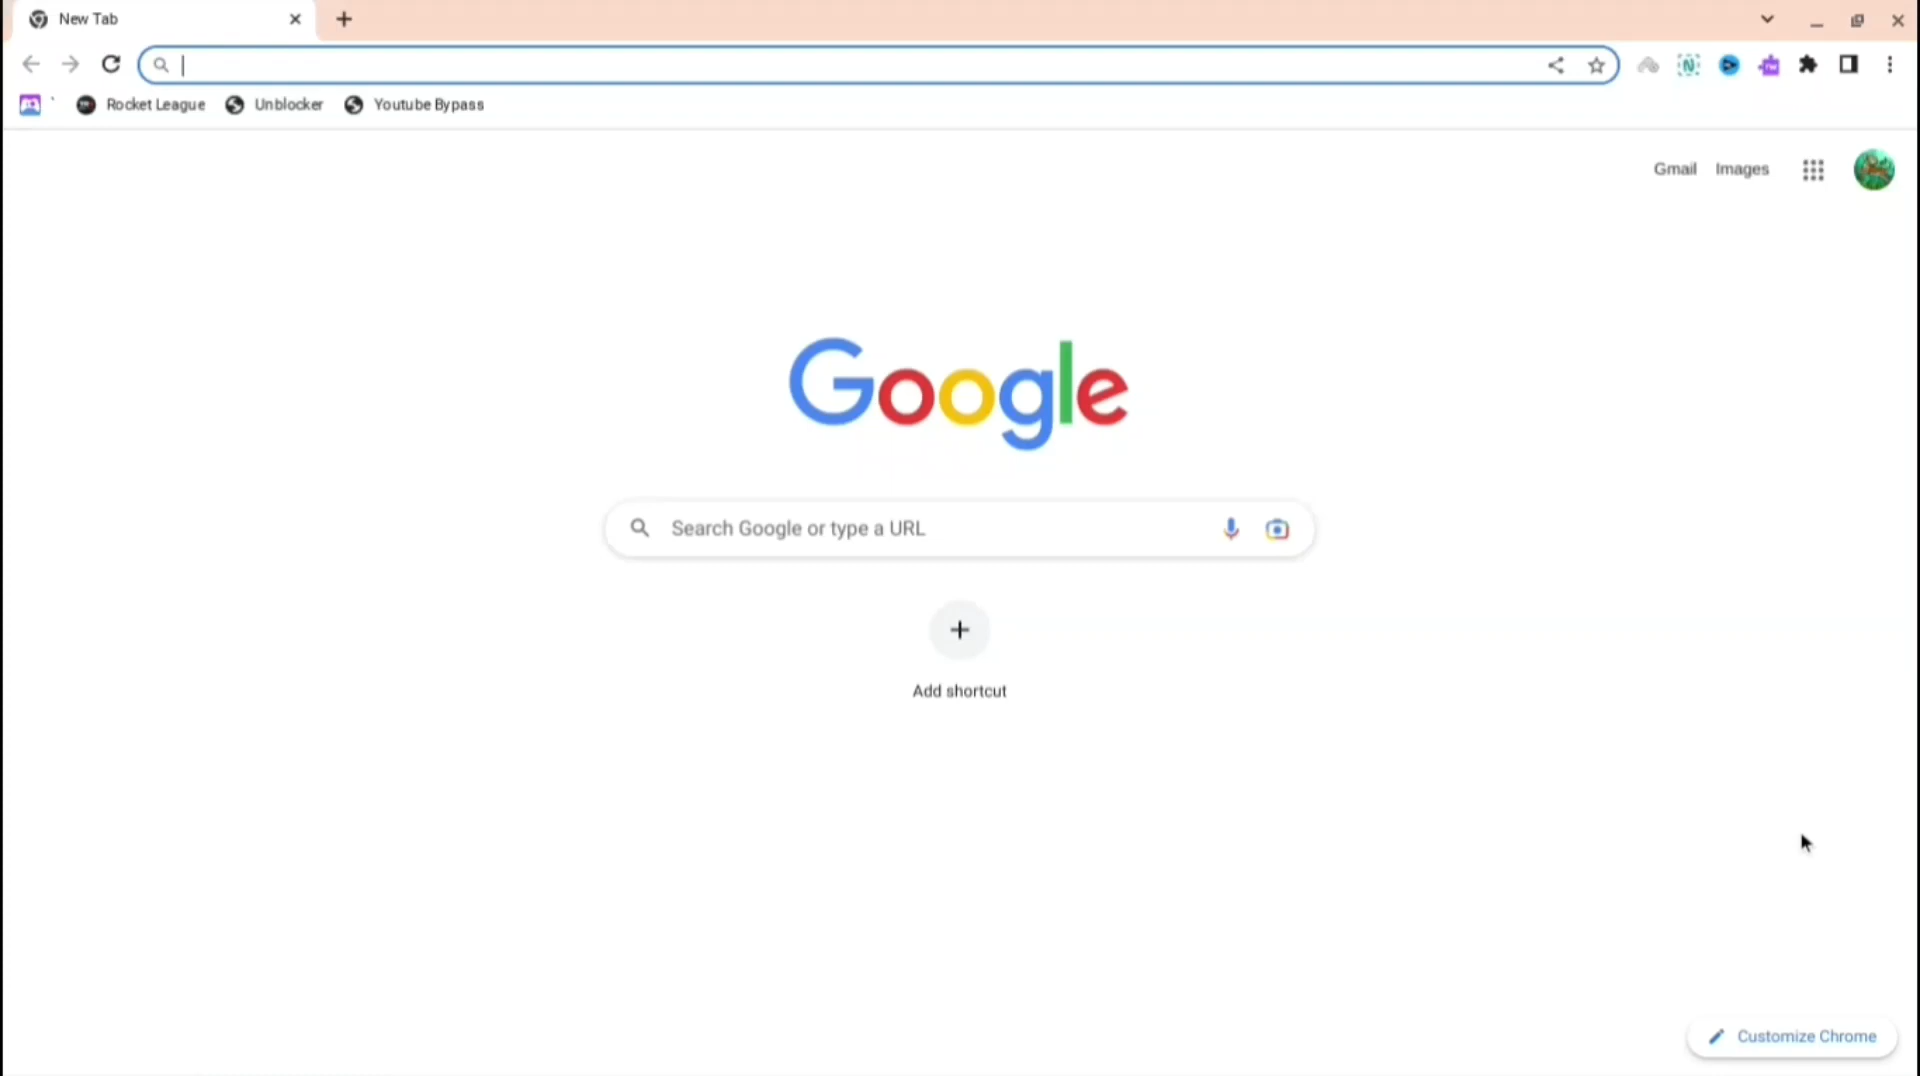 New Tab
Rocket League
Unblocker
Youtube Bypass
Gmail
Images
Google
Search Google or type a URL
Add shortcut
Customize Chrome